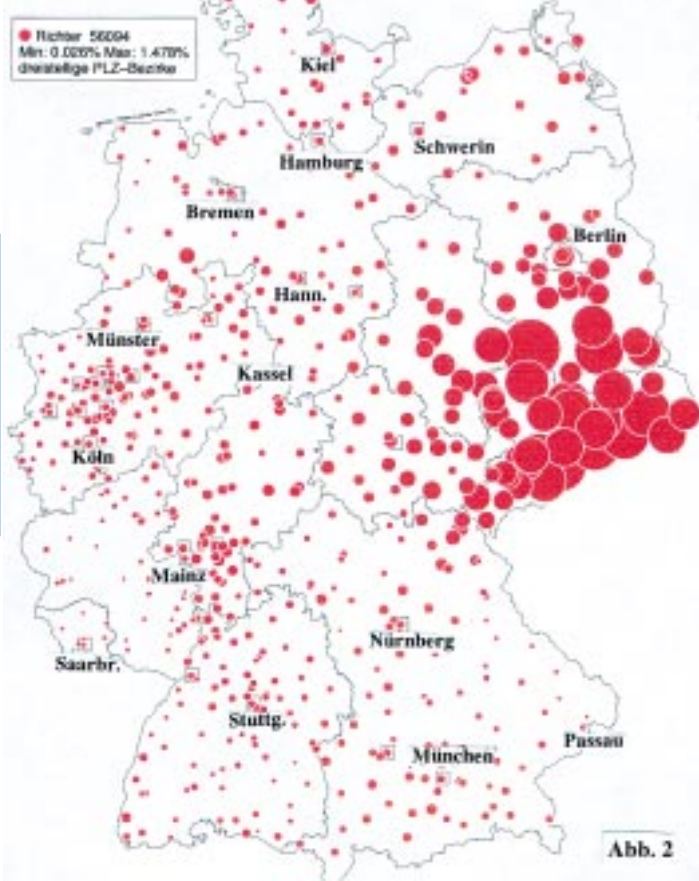 Richter 56094
Min: 0.026% Max: 1.478%
dreistellige PLZ-Bezirke
Kiel
Schwerin
Hamburg
Bremen
Berlin
Hann.
Münster
Kassel
Köln
Mainz
Nürnberg
Saarbr.
Stuttg.
Passau
München
Abb. 2